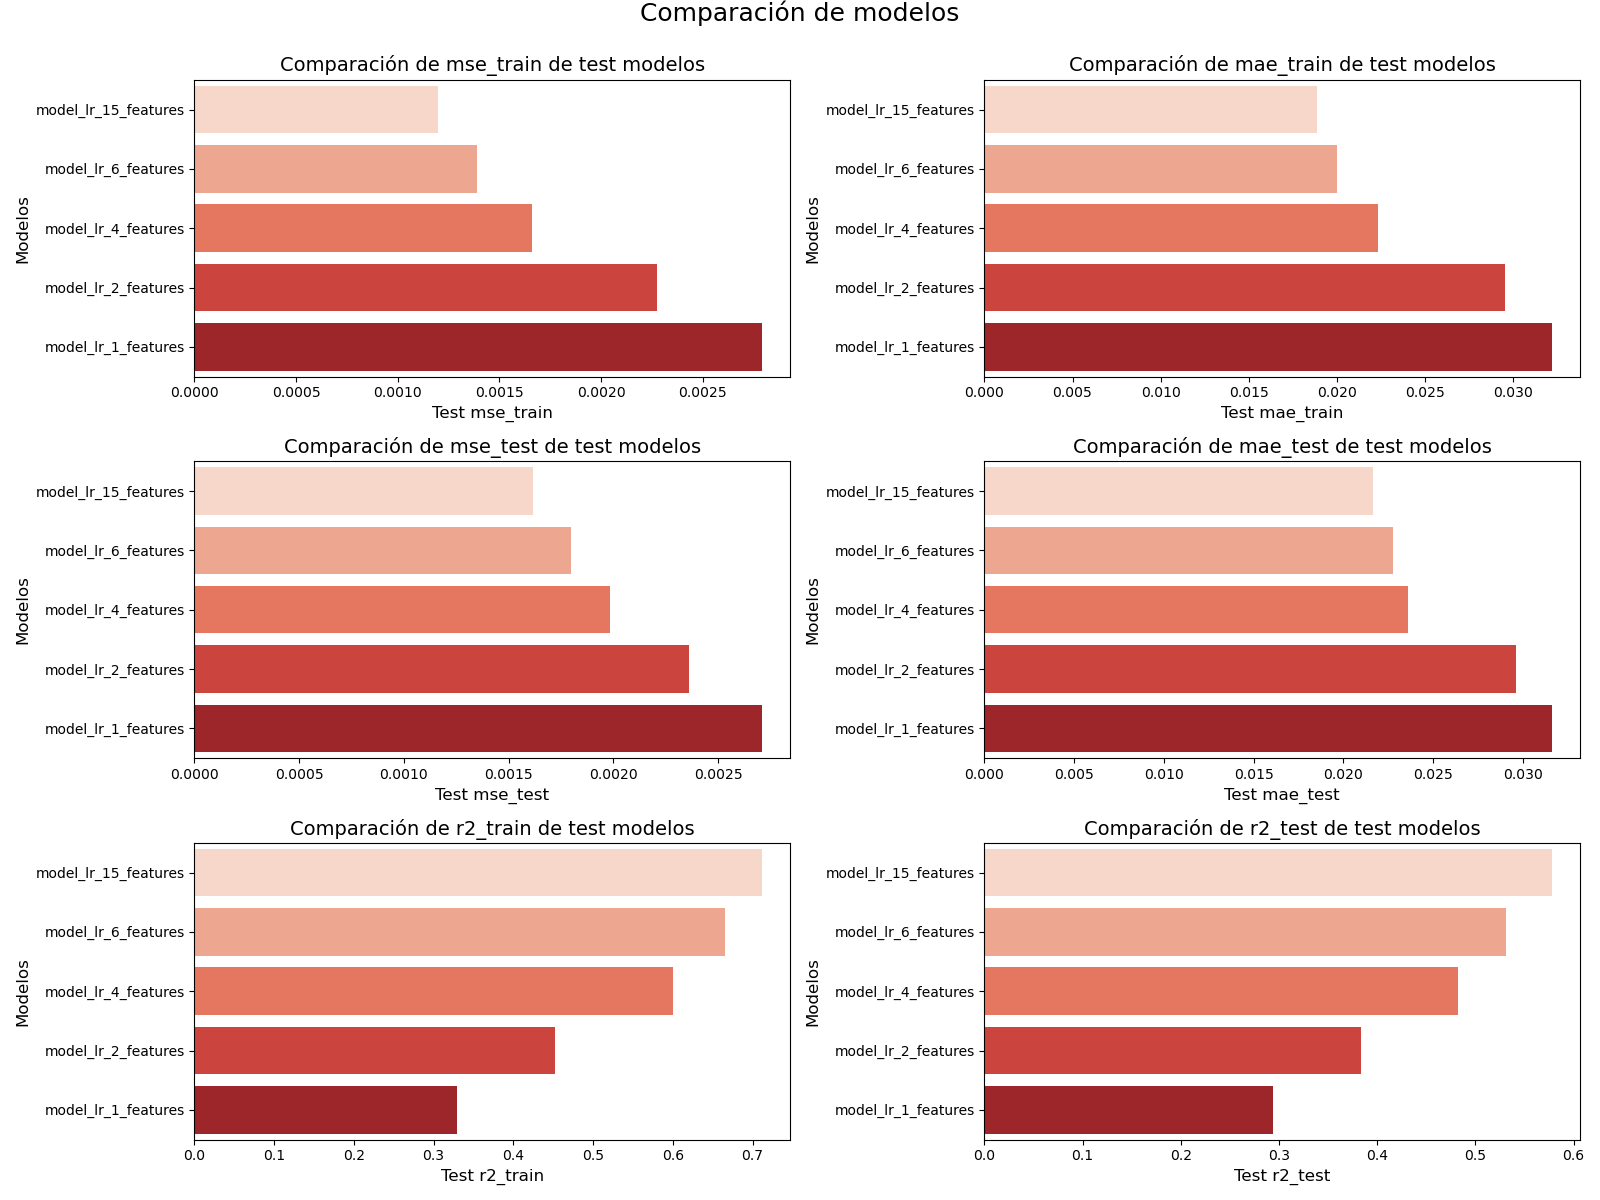 Comparación de modelos
Comparación de mse_train de test modelos
Modelos
model_lr_15_features
model_lr_6_features
model_lr_4_features
model_lr_2_features
model_lr_1_features
0.0000 0.0005 0.0010 0.0015 0.0020 0.0025
Test mse_train
Comparación de mae_train de test modelos
Modelos
model_lr_15_features
model_lr_6_features
model_lr_4_features
model_lr_2_features
model_lr_1_features
0.000 0.005 0.010 0.015 0.020 0.025 0.030
Test mae_train
Comparación de mse_test de test modelos
Modelos
model_lr_15_features
model_lr_6_features
model_lr_4_features
model_lr_2_features
model_lr_1_features
0.0000 0.0005 0.0010 0.0015 0.0020 0.0025
Test mse_test
Comparación de mae_test de test modelos
Modelos
model_lr_15_features
model_lr_6_features
model_lr_4_features
model_lr_2_features
model_lr_1_features
0.000 0.005 0.010 0.015 0.020 0.025 0.030
Test mae_test
Comparación de r2_train de test modelos
Modelos
model_lr_15_features
model_lr_6_features
model_lr_4_features
model_lr_2_features
model_lr_1_features
0.0 0.1 0.2 0.3 0.4 0.5 0.6 0.7
Test r2_train
Comparación de r2_test de test modelos
Modelos
model_lr_15_features
model_lr_6_features
model_lr_4_features
model_lr_2_features
model_lr_1_features
0.0 0.1 0.2 0.3 0.4 0.5 0.6
Test r2_test